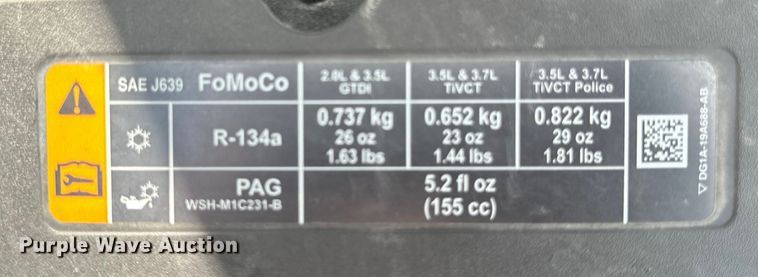 SAE J639 FoMoCo
2.0L & 3.5L
GTDI
3.5L & 3.7L
TiVCT
3.5L & 3.7L
TiVCT Police
R-134a
0.737 kg
26 oz
1.63 lbs
0.652 kg
23 oz
1.44 lbs
0.822 kg
29 oz
1.81 lbs
PAG
WSH-M1C231-B
5.2 fl oz
(155 cc)
DG1A-19A688-AB
Purple Wave Auction